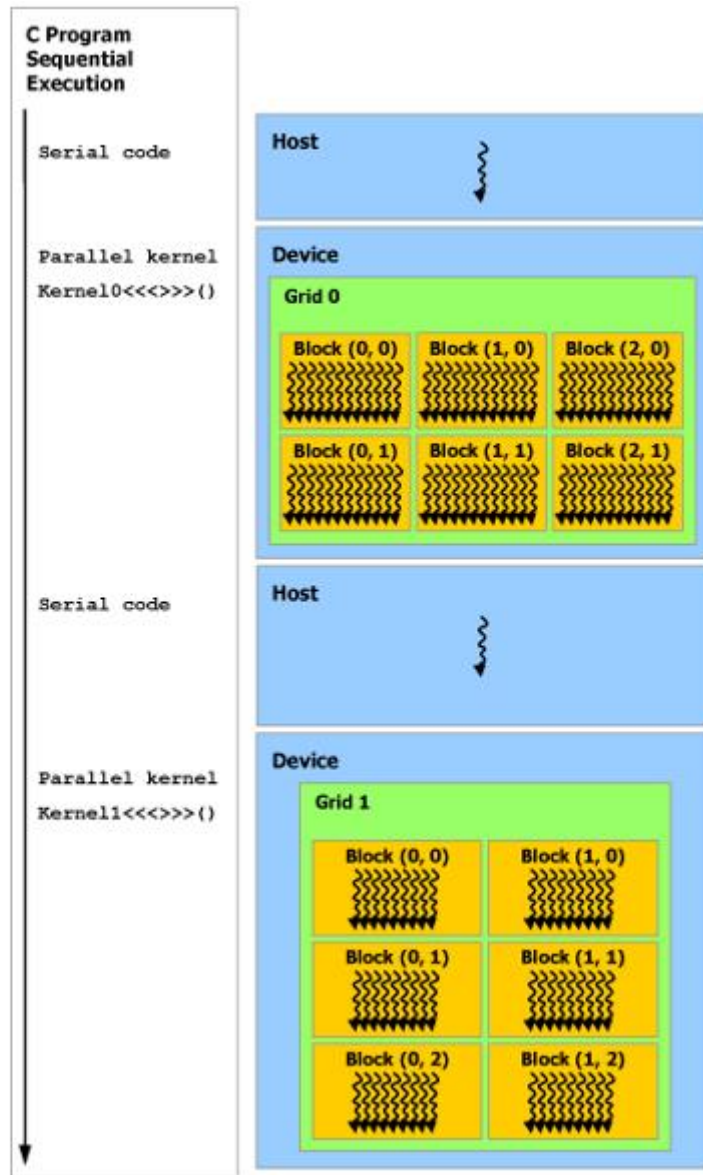 C Program
Sequential
Execution
Serial code
Host
Parallel kernel
Kernel0<<<>>>()
Device
Grid 0
Block (0, 0)
Block (1, 0)
Block (2, 0)
Block (0, 1)
Block (1, 1)
Block (2, 1)
Serial code
Host
Parallel kernel
Kernel1<<<>>>()
Device
Grid 1
Block (0, 0)
Block (1, 0)
Block (0, 1)
Block (1, 1)
Block (0, 2)
Block (1, 2)